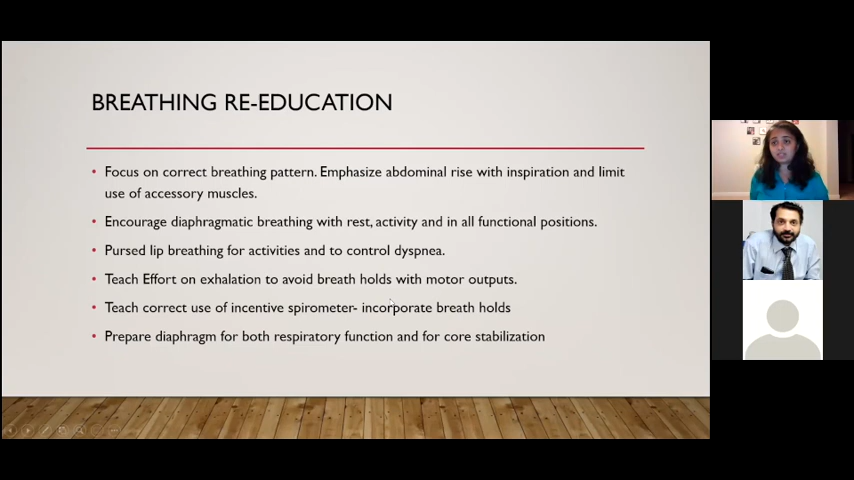 BREATHING RE-EDUCATION
• Focus on correct breathing pattern. Emphasize abdominal rise with inspiration and limit
use of accessory muscles.
• Encourage diaphragmatic breathing with rest, activity and in all functional positions.
• Pursed lip breathing for activities and to control dyspnea.
• Teach Effort on exhalation to avoid breath holds with motor outputs.
• Teach correct use of incentive spirometer- incorporate breath holds
• Prepare diaphragm for both respiratory function and for core stabilization